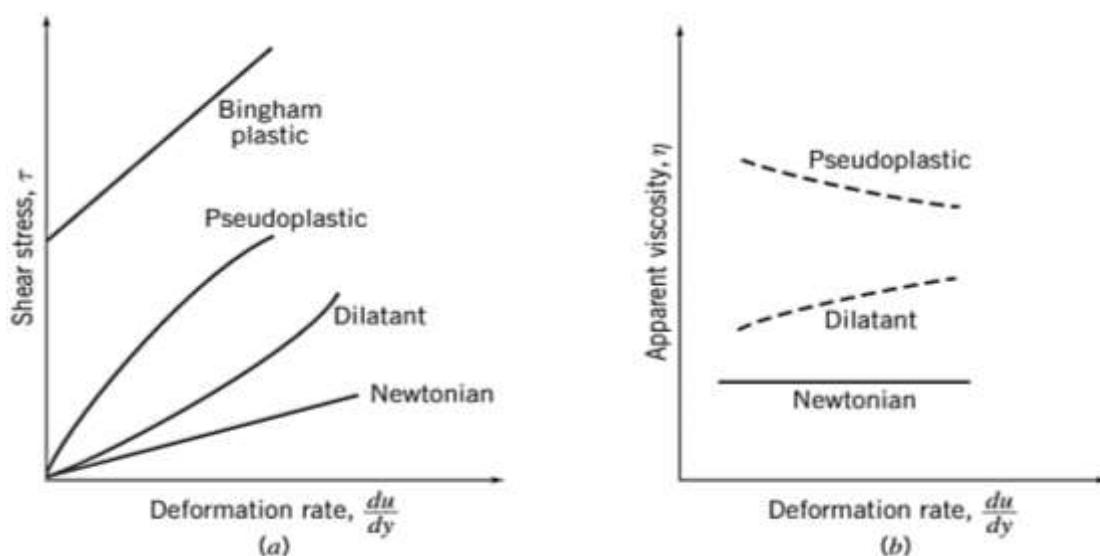 Shear stress, τ
Bingham
plastic
Pseudoplastic
Dilatant
Newtonian
Deformation rate, du/dy
(a)
Apparent viscosity, η
Pseudoplastic
Dilatant
Newtonian
Deformation rate, du/dy
(b)